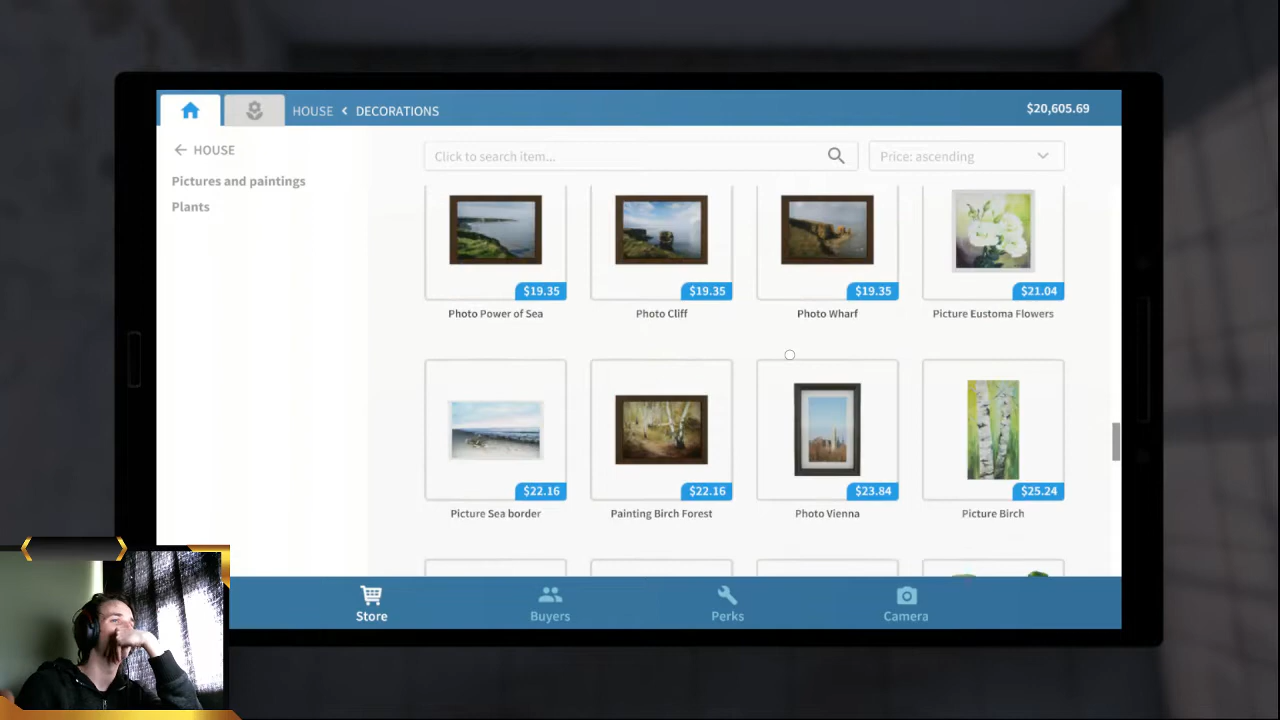 HOUSE < DECORATIONS
$20,605.69
← HOUSE
Pictures and paintings
Plants
Click to search item...
Price: ascending
$19.35
$19.35
$19.35
$21.04
Photo Power of Sea
Photo Cliff
Photo Wharf
Picture Eustoma Flowers
$22.16
$22.16
$23.84
$25.24
Picture Sea border
Painting Birch Forest
Photo Vienna
Picture Birch
Store
Buyers
Perks
Camera